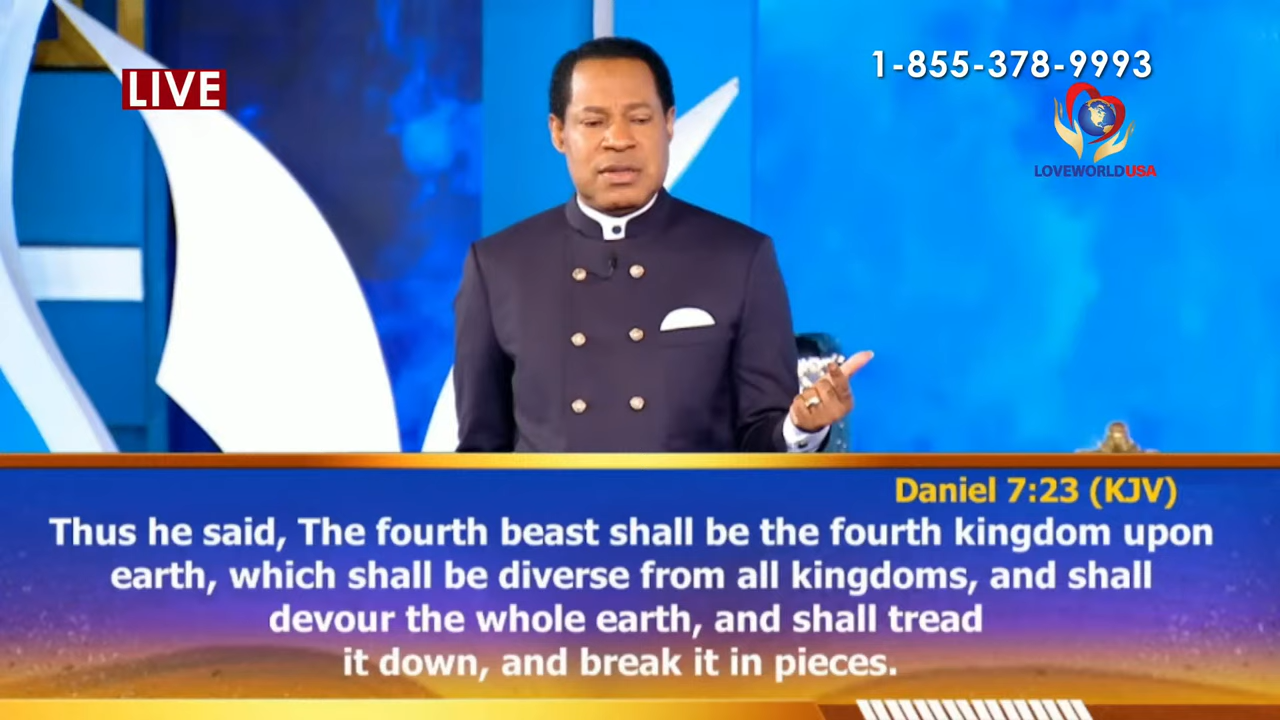 LIVE
1-855-378-9993
LOVEWORLDUSA
Daniel 7:23 (KJV)
Thus he said, The fourth beast shall be the fourth kingdom upon
earth, which shall be diverse from all kingdoms, and shall
devour the whole earth, and shall tread
it down, and break it in pieces.